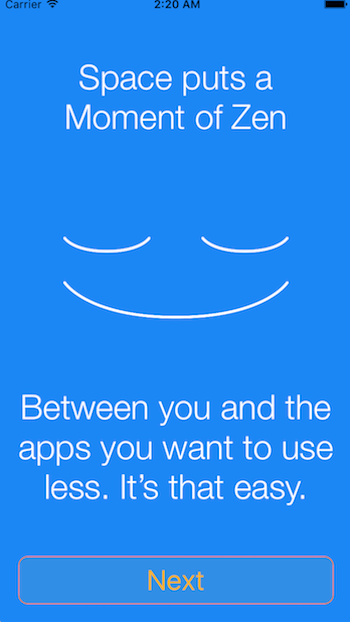 Carrier 2:20 AM
Space puts a
Moment of Zen
Between you and the
apps you want to use
less. It’s that easy.
Next